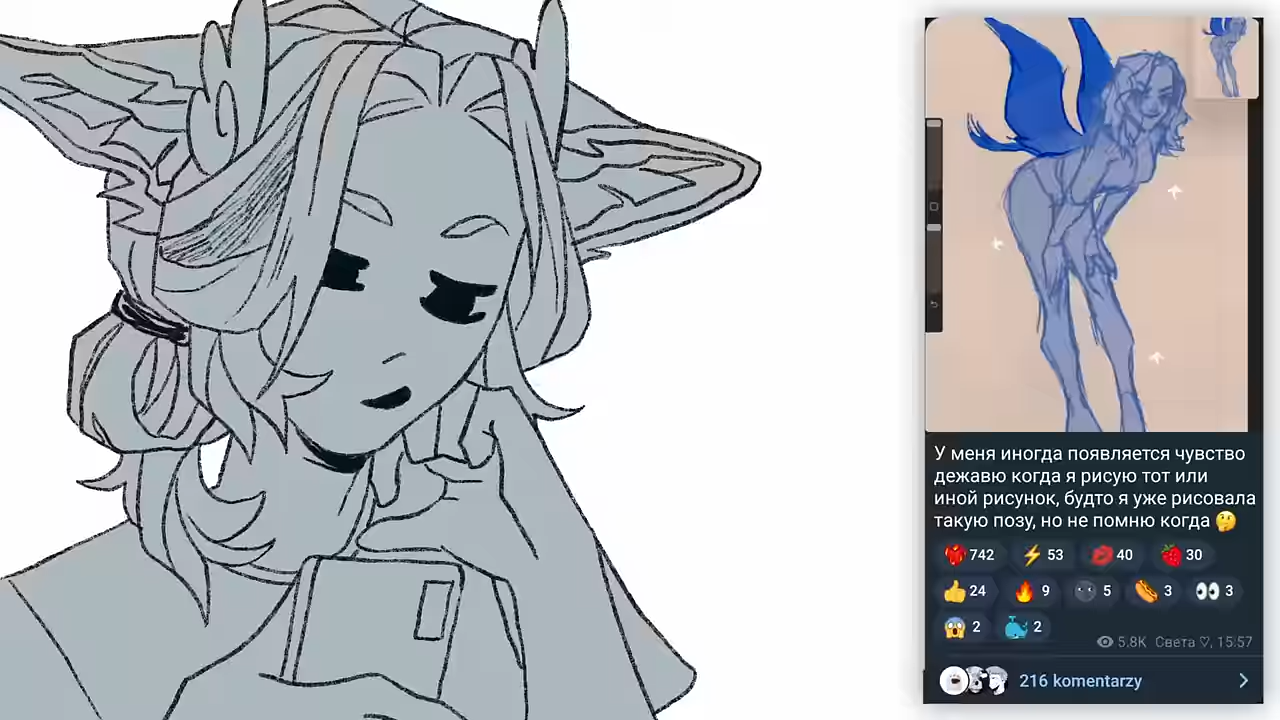 У меня иногда появляется чувство
дежавю когда я рисую тот или
иной рисунок, будто я уже рисовала
такую позу, но не помню когда 🤔
❤️‍🔥 742 ⚡ 53 💋 40 🍓 30
👍 24 🔥 9 🌚 5 🌭 3 👀 3
😱 2 🐳 2
5.8K Света ♡, 15:57
216 komentarzy